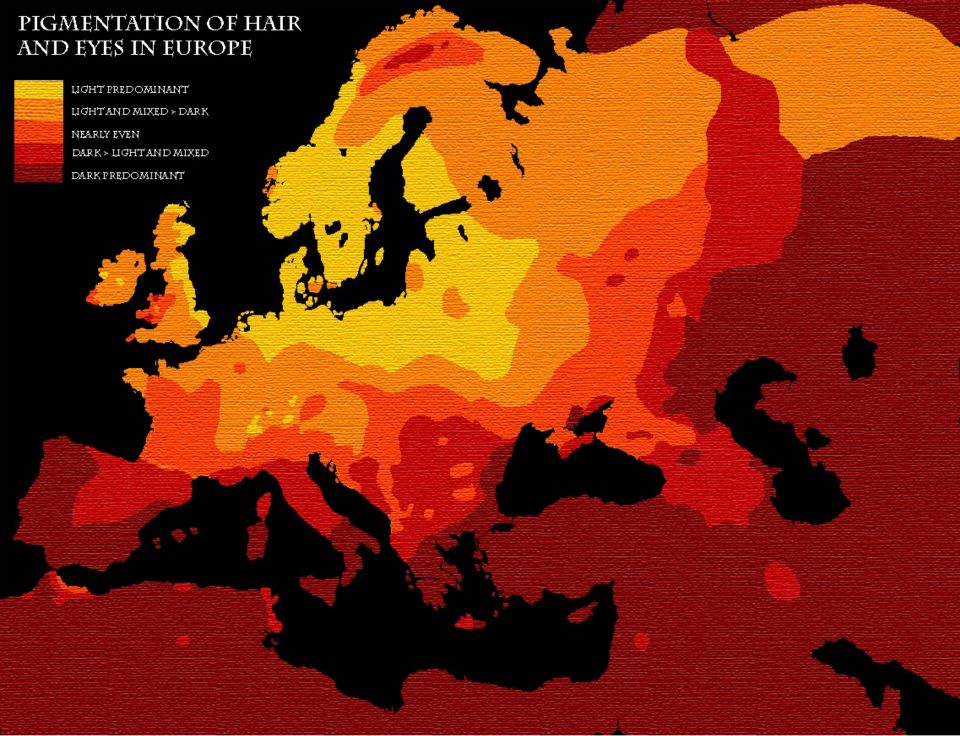 PIGMENTATION OF HAIR
AND EYES IN EUROPE
LIGHT PREDOMINANT
LIGHT AND MIXED > DARK
NEARLY EVEN
DARK > LIGHT AND MIXED
DARK PREDOMINANT